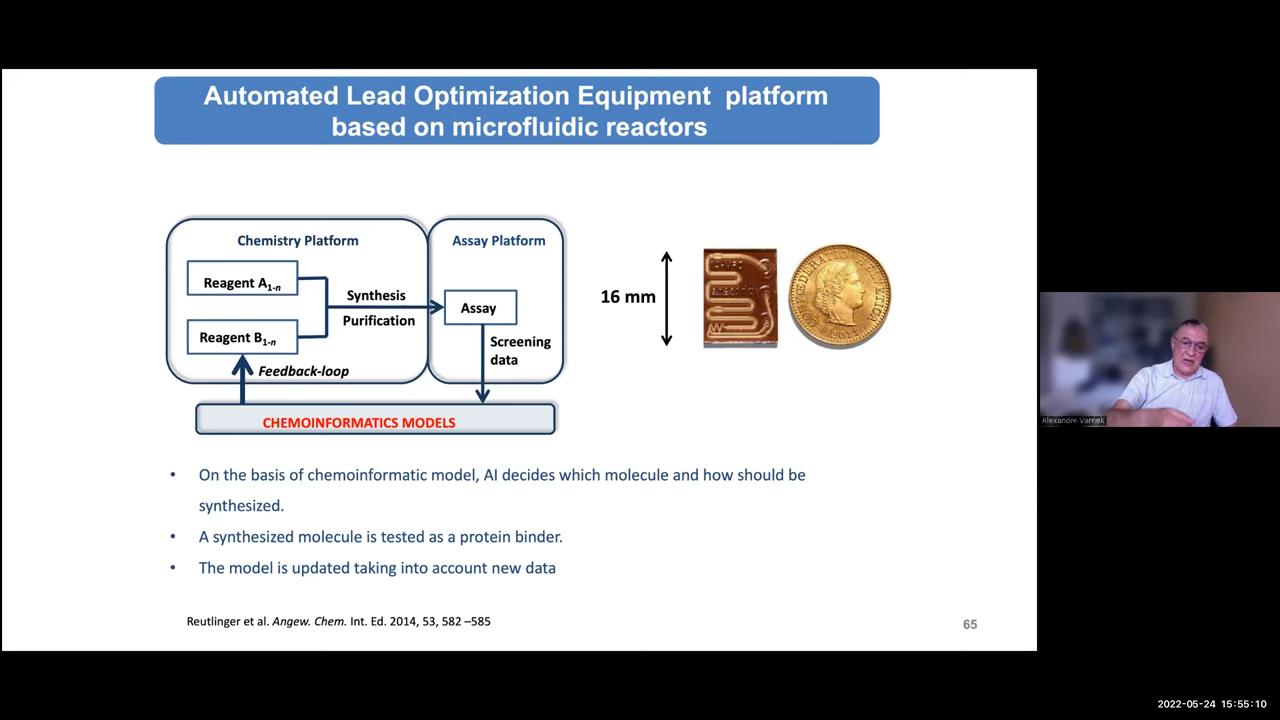 Automated Lead Optimization Equipment platform
based on microfluidic reactors
Chemistry Platform
Assay Platform
Reagent A1-n
Synthesis
Assay
Purification
Reagent B1-n
Screening
data
Feedback-loop
CHEMOINFORMATICS MODELS
16 mm
2011
• On the basis of chemoinformatic model, AI decides which molecule and how should be
synthesized.
• A synthesized molecule is tested as a protein binder.
• The model is updated taking into account new data
Reutlinger et al. Angew. Chem. Int. Ed. 2014, 53, 582 –585
65
Alexandre Varnek
2022-05-24 15:55:10